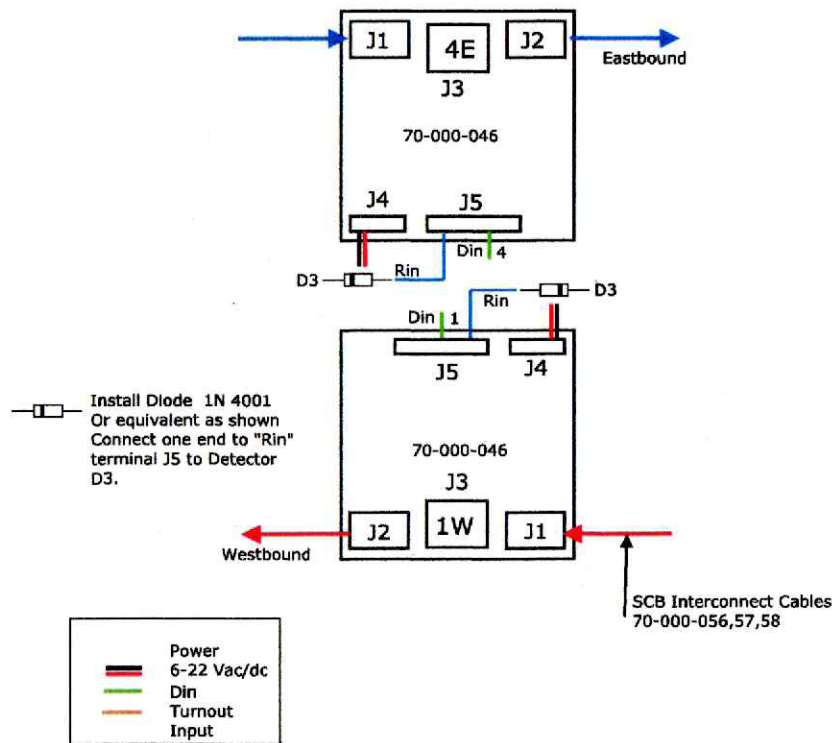 J1
4E
J2
Eastbound
J3
70-000-046
J4
J5
Din
4
D3
Rin
Rin
D3
Din
1
J5
J4
Install Diode 1N 4001
Or equivalent as shown
Connect one end to "Rin"
terminal J5 to Detector
D3.
70-000-046
J3
J2
1W
J1
Westbound
SCB Interconnect Cables
70-000-056,57,58
Power
6-22 Vac/dc
Din
Turnout
Input